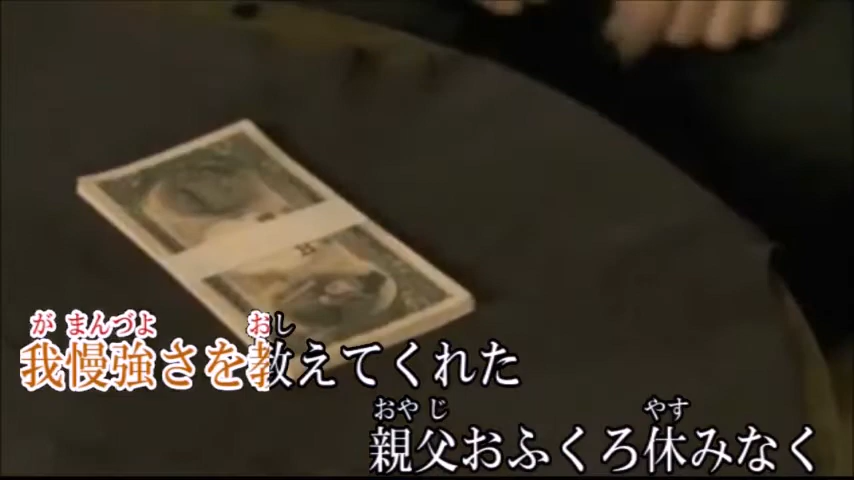 が まんづよ おし
我慢強さを教えてくれた
おやじ やす
親父おふくろ休みなく